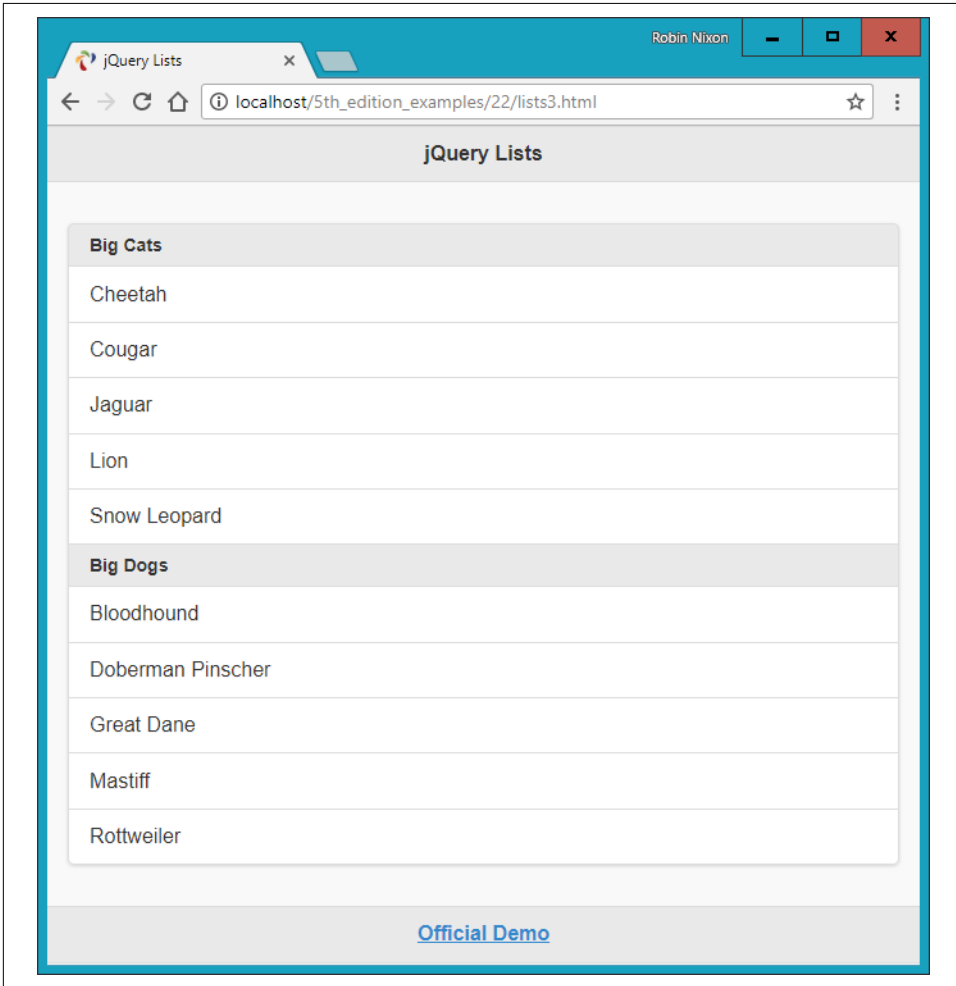 Robin Nixon
jQuery Lists
localhost/5th_edition_examples/22/lists3.html
jQuery Lists
Big Cats
Cheetah
Cougar
Jaguar
Lion
Snow Leopard
Big Dogs
Bloodhound
Doberman Pinscher
Great Dane
Mastiff
Rottweiler
Official Demo